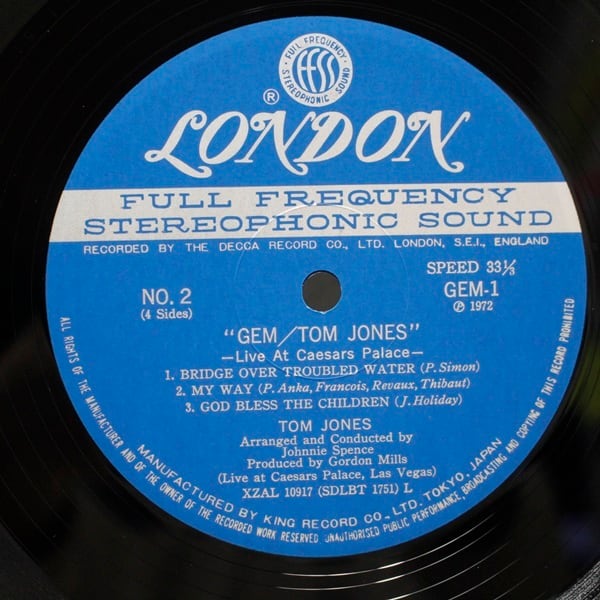 FULL FREQUENCY
ffss
STEREOPHONIC SOUND
®
LONDON
FULL FREQUENCY
STEREOPHONIC SOUND
RECORDED BY THE DECCA RECORD CO., LTD. LONDON, S.E.I., ENGLAND
SPEED 33⅓
NO. 2
GEM-1
(4 Sides)
℗ 1972
"GEM/TOM JONES"
—Live At Caesars Palace—
1. BRIDGE OVER TROUBLED WATER (P. Simon)
2. MY WAY (P. Anka, Francois, Revaux, Thibaut)
3. GOD BLESS THE CHILDREN (J. Holiday)
TOM JONES
Arranged and Conducted by
Johnnie Spence
Produced by Gordon Mills
(Live at Caesars Palace, Las Vegas)
XZAL 10917 (SDLBT 1751) L
MANUFACTURED BY KING RECORD CO., LTD. TOKYO, JAPAN
ALL RIGHTS OF THE MANUFACTURER AND OF THE OWNER OF THE RECORDED WORK RESERVED UNAUTHORISED PUBLIC PERFORMANCE, BROADCASTING AND COPYING OF THIS RECORD PROHIBITED